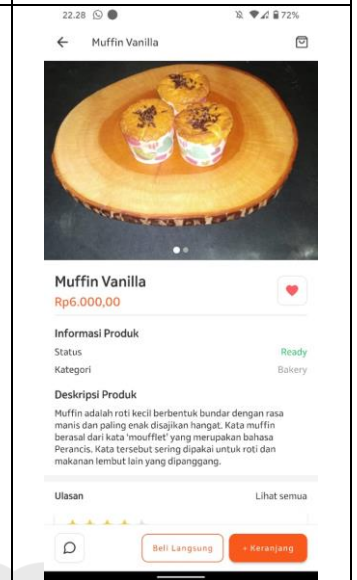 22.28 72%
Muffin Vanilla
Muffin Vanilla
Rp6.000,00
Informasi Produk
Status Ready
Kategori Bakery
Deskripsi Produk
Muffin adalah roti kecil berbentuk bundar dengan rasa
manis dan paling enak disajikan hangat. Kata muffin
berasal dari kata 'moufflet' yang merupakan bahasa
Perancis. Kata tersebut sering dipakai untuk roti dan
makanan lembut lain yang dipanggang.
Ulasan Lihat semua
Beli Langsung + Keranjang